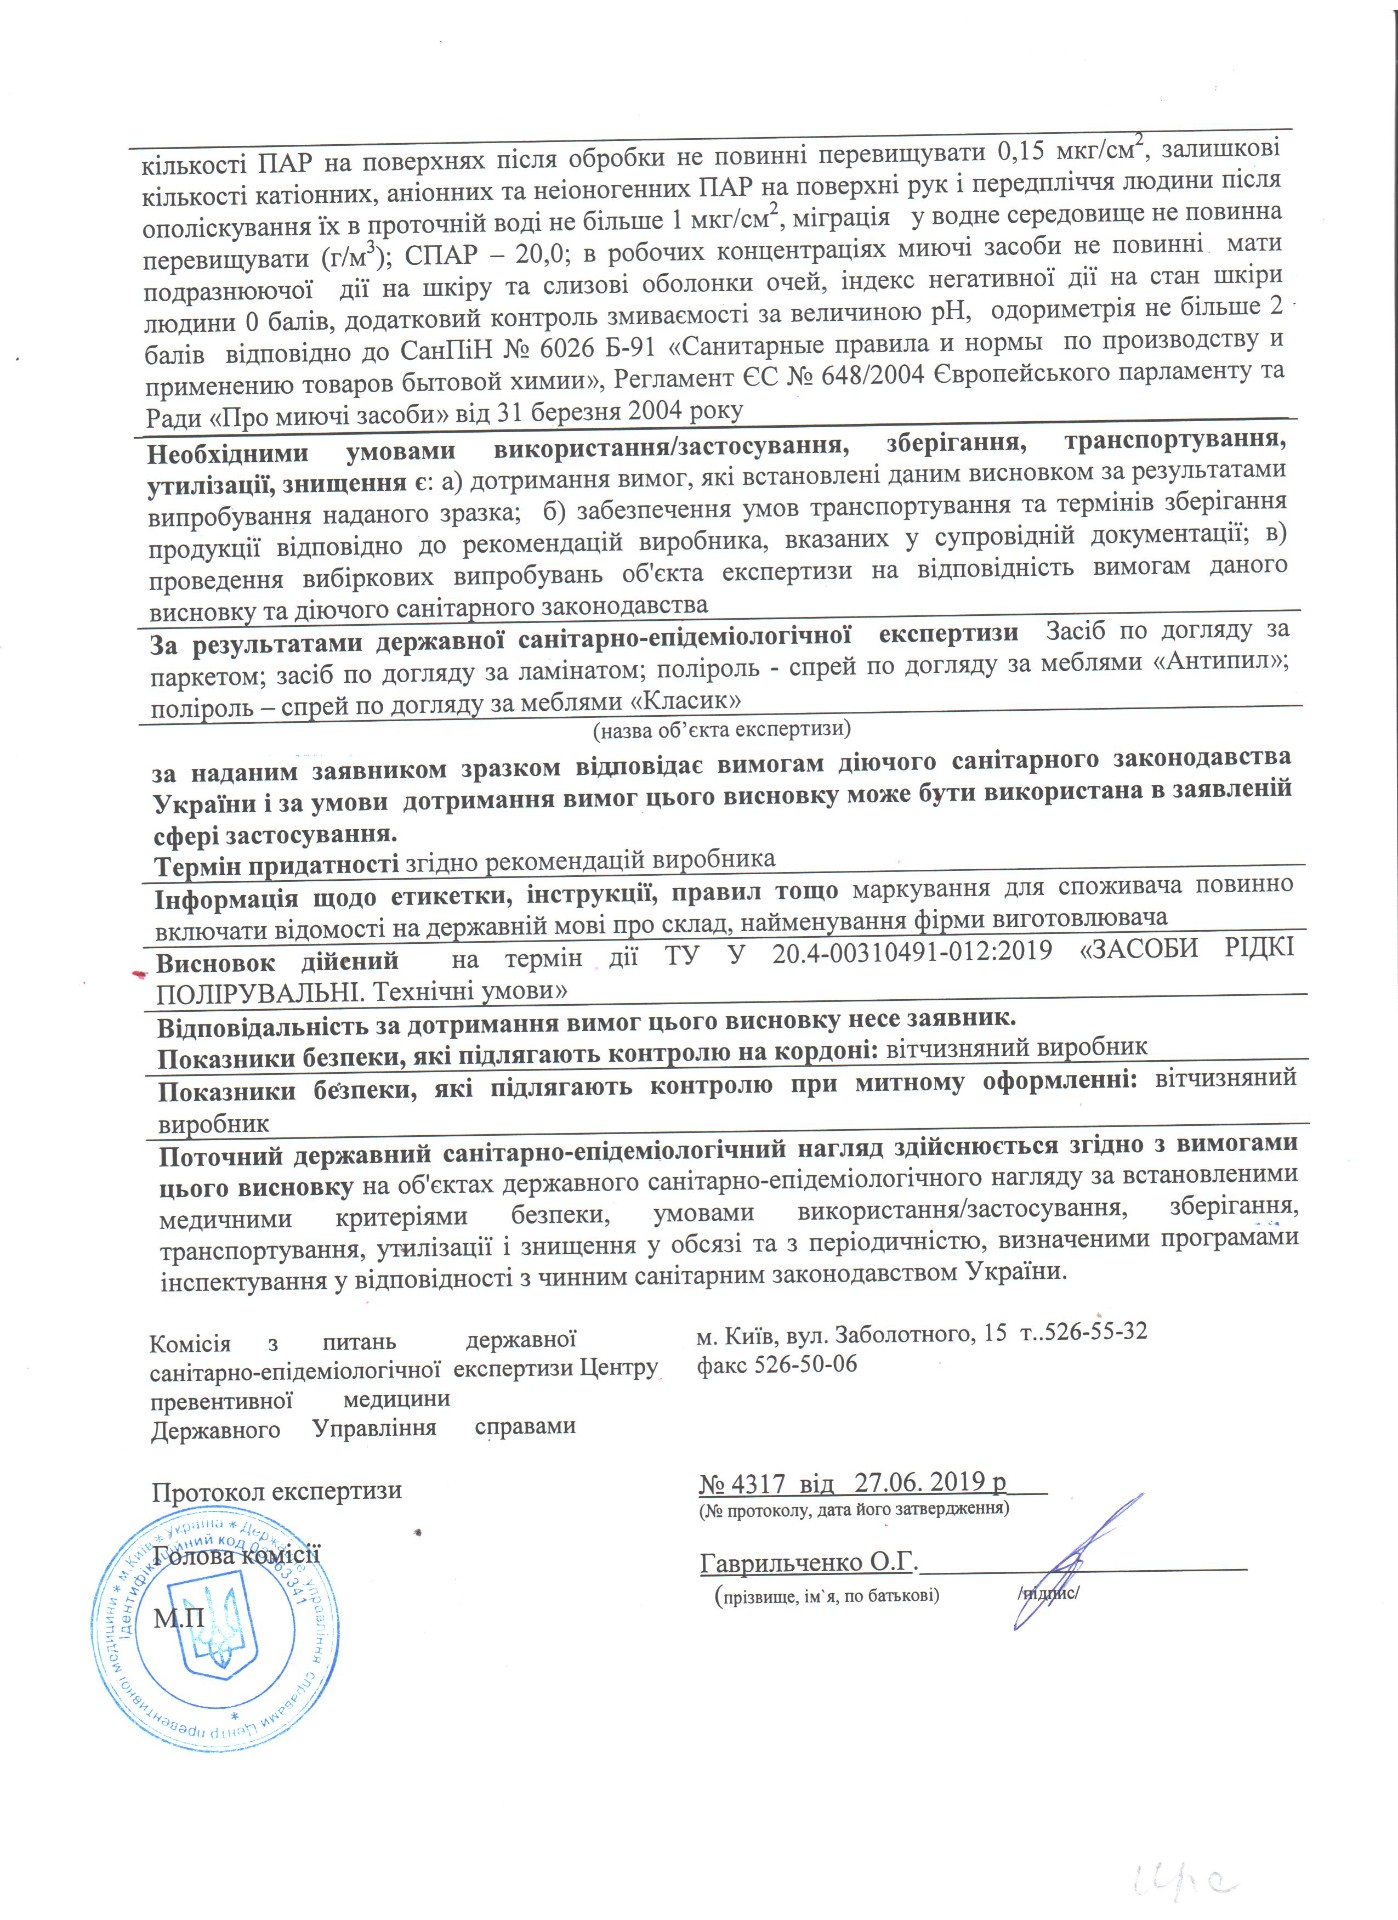 кількості ПАР на поверхнях після обробки не повинні перевищувати 0,15 мкг/см², залишкові
кількості катіонних, аніонних та неіоногенних ПАР на поверхні рук і передпліччя людини після
ополіскування їх в проточній воді не більше 1 мкг/см², міграція у водне середовище не повинна
перевищувати (г/м³); СПАР – 20,0; в робочих концентраціях миючі засоби не повинні мати
подразнюючої дії на шкіру та слизові оболонки очей, індекс негативної дії на стан шкіри
людини 0 балів, додатковий контроль змиваємості за величиною рН, одориметрія не більше 2
балів відповідно до СанПіН № 6026 Б-91 «Санитарные правила и нормы по производству и
применению товаров бытовой химии», Регламент ЄС № 648/2004 Європейського парламенту та
Ради «Про миючі засоби» від 31 березня 2004 року
Необхідними умовами використання/застосування, зберігання, транспортування,
утилізації, знищення є: а) дотримання вимог, які встановлені даним висновком за результатами
випробування наданого зразка; б) забезпечення умов транспортування та термінів зберігання
продукції відповідно до рекомендацій виробника, вказаних у супровідній документації; в)
проведення вибіркових випробувань об'єкта експертизи на відповідність вимогам даного
висновку та діючого санітарного законодавства
За результатами державної санітарно-епідеміологічної експертизи Засіб по догляду за
паркетом; засіб по догляду за ламінатом; поліроль - спрей по догляду за меблями «Антипил»;
поліроль – спрей по догляду за меблями «Класик»
(назва об’єкта експертизи)
за наданим заявником зразком відповідає вимогам діючого санітарного законодавства
України і за умови дотримання вимог цього висновку може бути використана в заявленій
сфері застосування.
Термін придатності згідно рекомендацій виробника
Інформація щодо етикетки, інструкції, правил тощо маркування для споживача повинно
включати відомості на державній мові про склад, найменування фірми виготовлювача
Висновок дійсний на термін дії ТУ У 20.4-00310491-012:2019 «ЗАСОБИ РІДКІ
ПОЛІРУВАЛЬНІ. Технічні умови»
Відповідальність за дотримання вимог цього висновку несе заявник.
Показники безпеки, які підлягають контролю на кордоні: вітчизняний виробник
Показники безпеки, які підлягають контролю при митному оформленні: вітчизняний
виробник
Поточний державний санітарно-епідеміологічний нагляд здійснюється згідно з вимогами
цього висновку на об'єктах державного санітарно-епідеміологічного нагляду за встановленими
медичними критеріями безпеки, умовами використання/застосування, зберігання,
транспортування, утилізації і знищення у обсязі та з періодичністю, визначеними програмами
інспектування у відповідності з чинним санітарним законодавством України.
Комісія з питань державної
санітарно-епідеміологічної експертизи Центру
превентивної медицини
Державного Управління справами
м. Київ, вул. Заболотного, 15 т..526-55-32
факс 526-50-06
Протокол експертизи
№ 4317 від 27.06. 2019 р
(№ протоколу, дата його затвердження)
Голова комісії
Гаврильченко О.Г.
(прізвище, ім`я, по батькові)
/підпис/
М.П
* м.Київ * Україна * Державне управління справами Центр превентивної медицини
Ідентифікаційний код